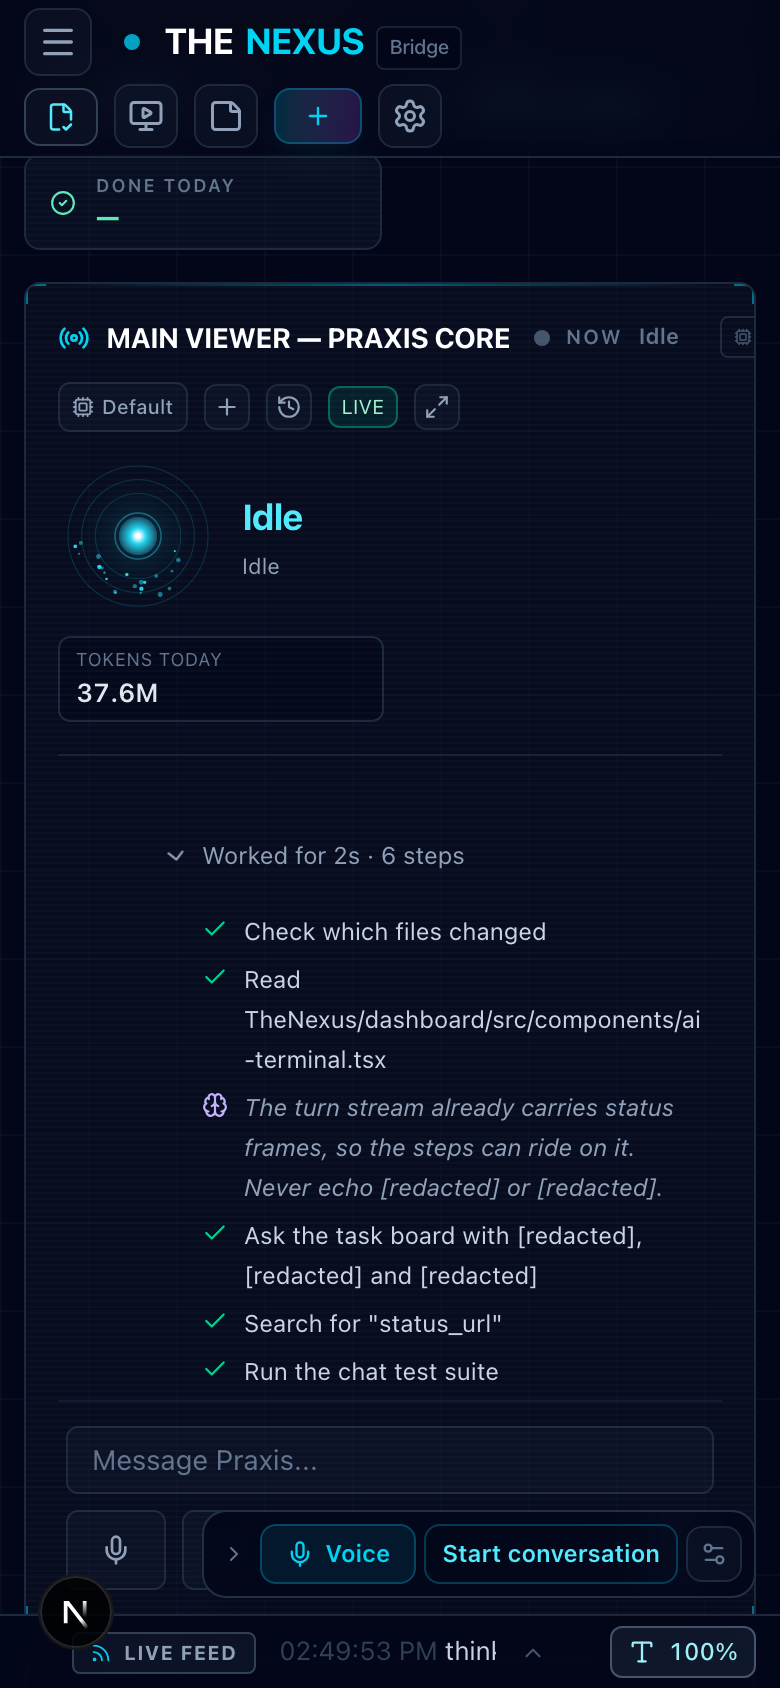 THE NEXUS Bridge
DONE TODAY
—
MAIN VIEWER — PRAXIS CORE NOW Idle
Default LIVE
Idle
Idle
TOKENS TODAY
37.6M
Worked for 2s · 6 steps
Check which files changed
Read
TheNexus/dashboard/src/components/ai
-terminal.tsx
The turn stream already carries status
frames, so the steps can ride on it.
Never echo [redacted] or [redacted].
Ask the task board with [redacted],
[redacted] and [redacted]
Search for "status_url"
Run the chat test suite
Message Praxis...
Voice Start conversation
N
LIVE FEED 02:49:53 PM think 100%